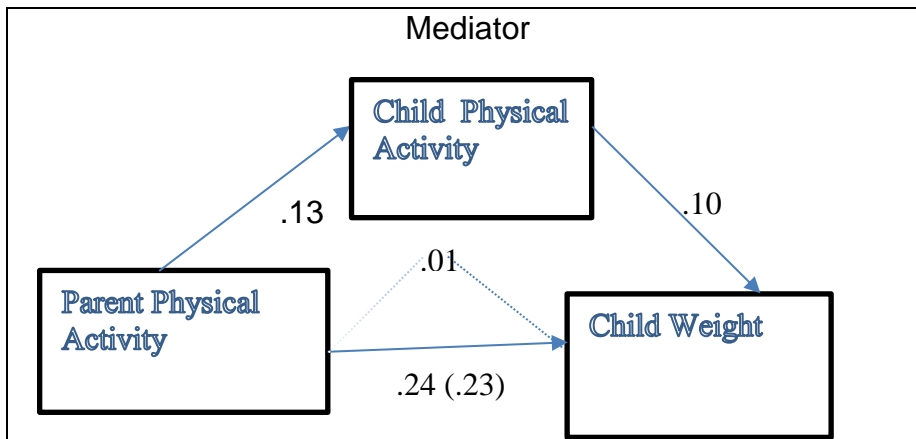 Mediator
Child Physical
Activity
.13
.10
.01
Parent Physical
Activity
Child Weight
.24 (.23)